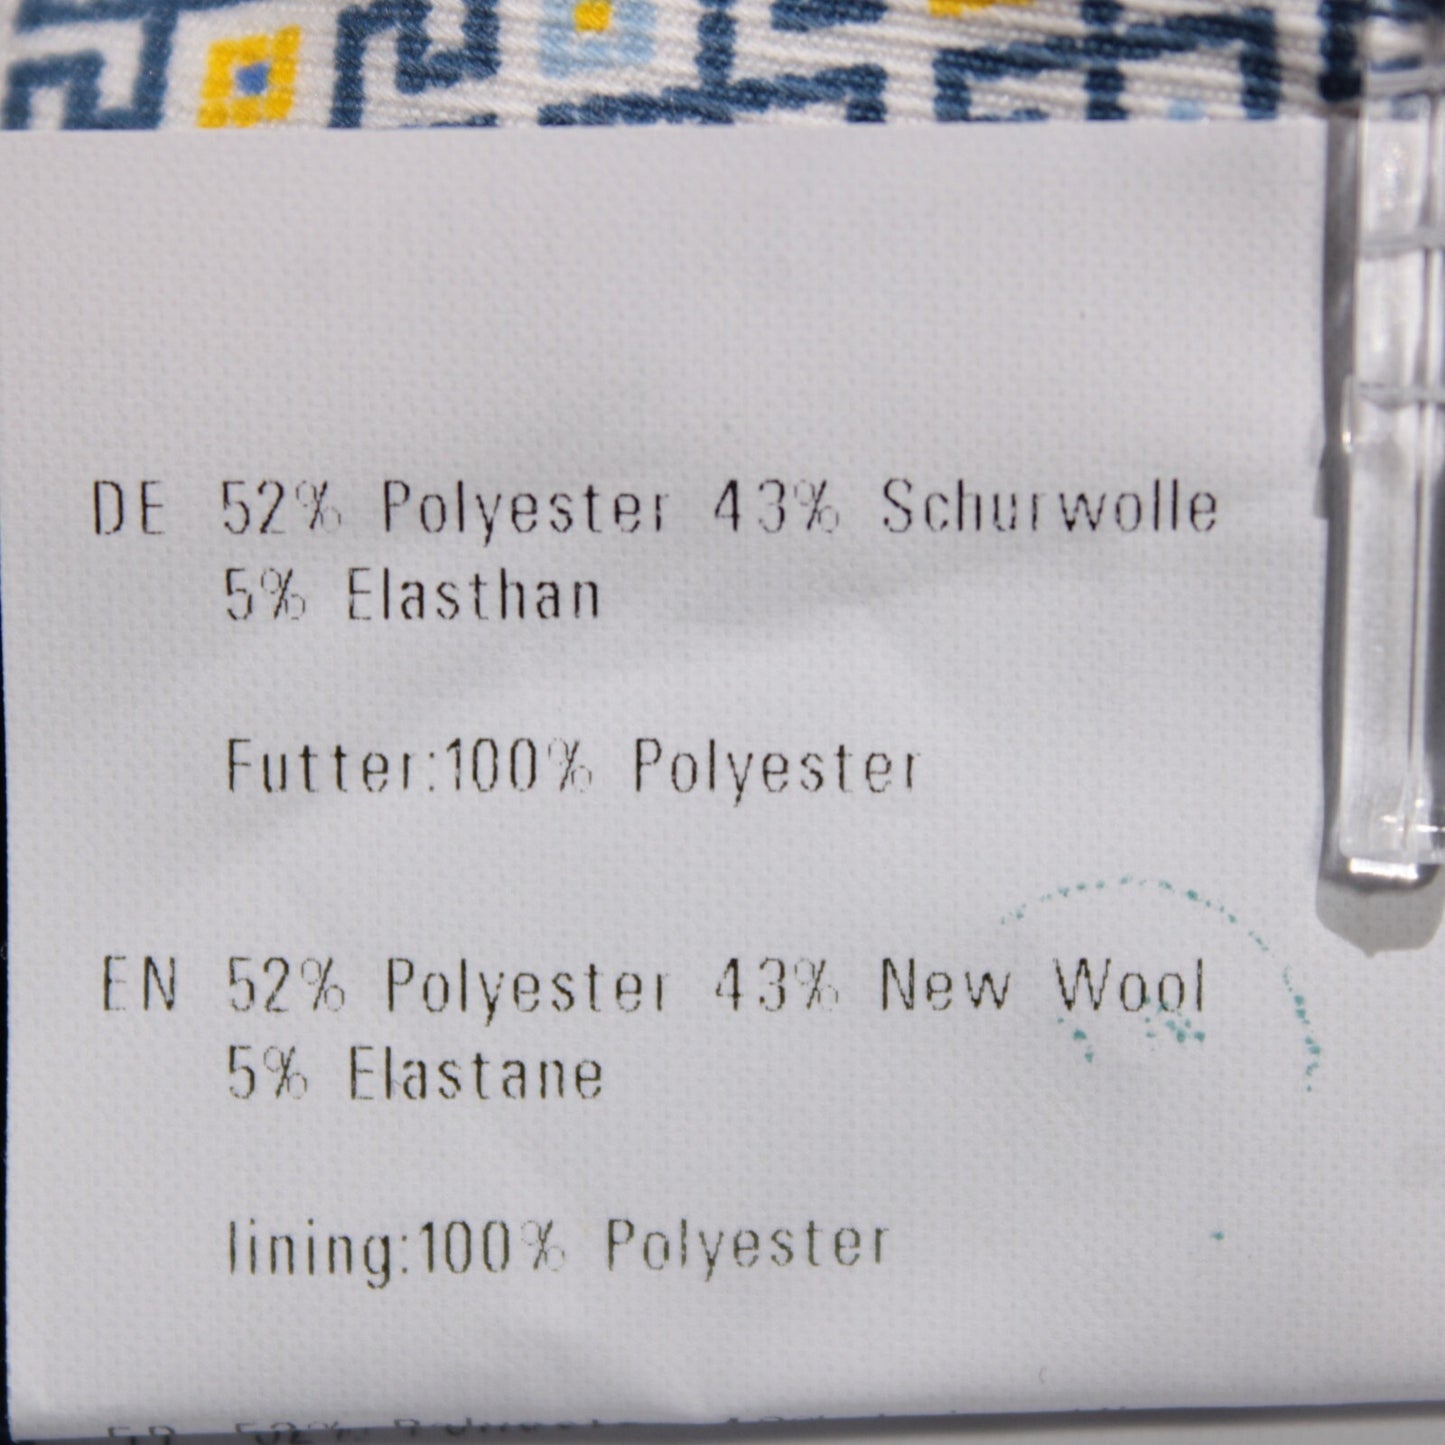 DE 52% Polyester 43% Schurwolle
5% Elasthan
Futter:100% Polyester
EN 52% Polyester 43% New Wool
5% Elastane
lining:100% Polyester